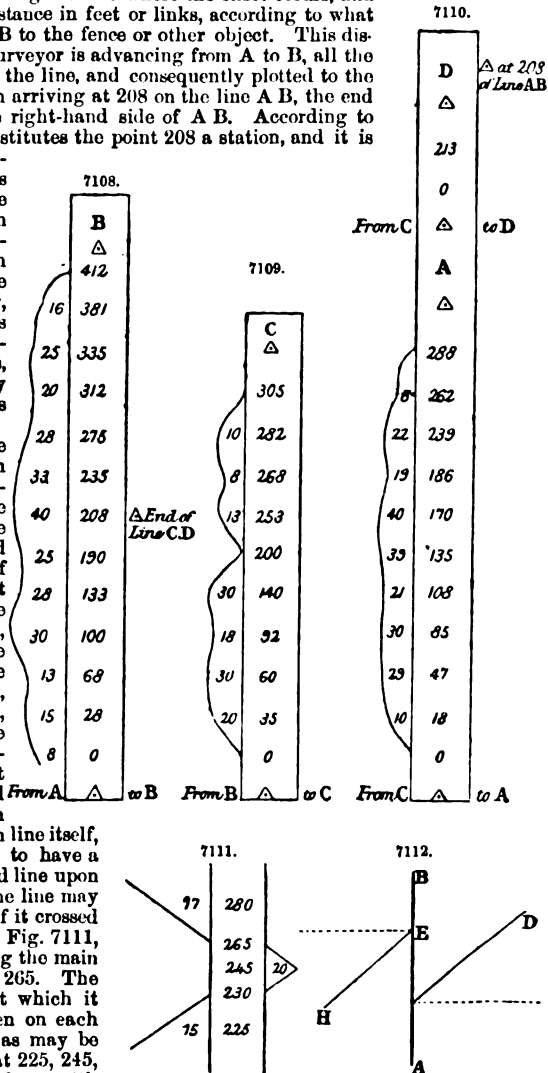 stance in feet or links, according to what
B to the fence or other object. This dis-
urveyor is advancing from A to B, all the
the line, and consequently plotted to the
n arriving at 208 on the line A B, the end
right-hand side of A B. According to
stitutes the point 208 a station, and it is
7108.
B
412
16 381
25 335
20 312
28 276
33 235
40 208 End of
Line C.D
25 190
28 133
30 100
13 68
15 28
8 0
From A to B
7109.
C
305
10 282
8 268
13 253
200
30 140
18 92
30 60
20 35
0
From B to C
7110.
D at 208
of Line AB
213
0
From C to D
A
288
8 262
22 239
19 186
40 170
39 135
21 108
30 85
29 47
10 18
0
From C to A
line itself,
to have a
d line upon
ne line may
f it crossed
Fig. 7111,
g the main
265. The
t which it
en on each
as may be
at 225, 245,
7111.
97 280
265
245 20
230
75 225
7112.
B
E
D
H
A